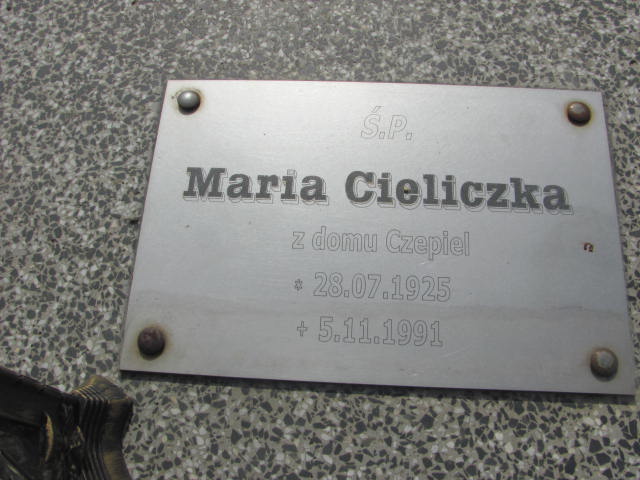 Ś.P.
Maria Cieliczka
z domu Czepiel
* 28.07.1925
+ 5.11.1991